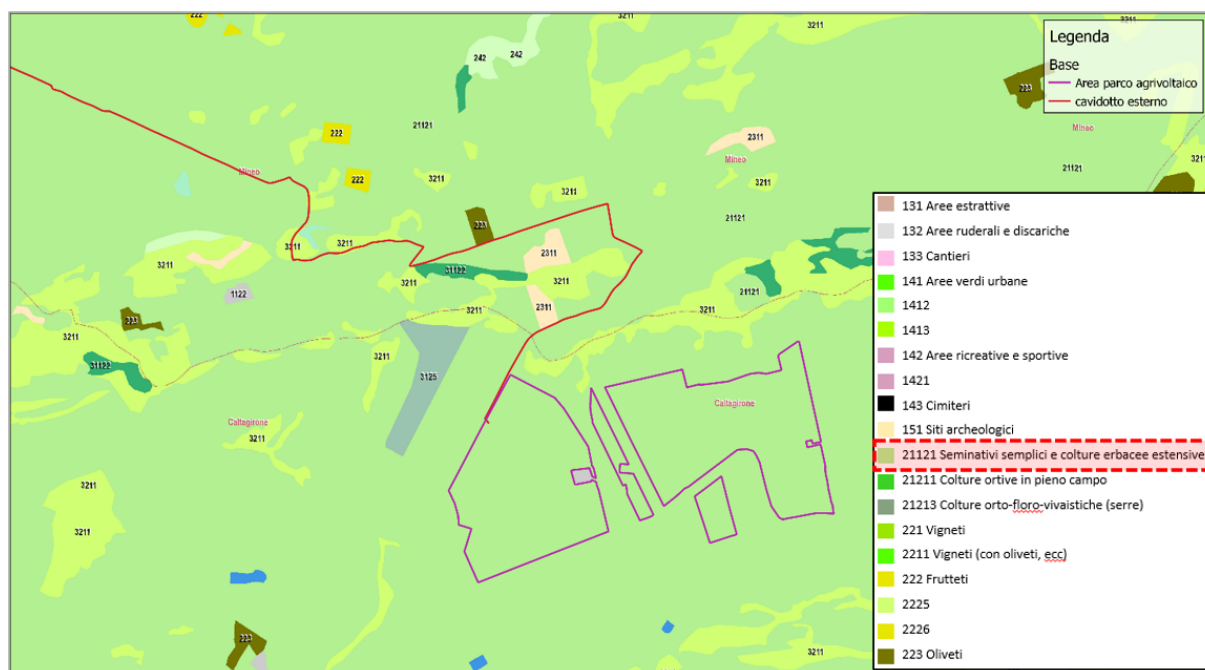 222
3211
3211
242
242
Legenda
Base
Area parco agrivoltaico
cavidotto esterno
223
21121
222
2311
Mineo
Mineo
Mineo
222
3211
3211
3211
21121
21121
223
3211
3211
2311
3211
31122
3211
3211
1122
2311
21121
3211
3211
223
3211
3211
31122
3125
Caltagirone
Caltagirone
3211
3211
3211
223
3211
131 Aree estrattive
132 Aree ruderali e discariche
133 Cantieri
141 Aree verdi urbane
1412
1413
142 Aree ricreative e sportive
1421
143 Cimiteri
151 Siti archeologici
21121 Seminativi semplici e colture erbacee estensive
21211 Colture ortive in pieno campo
21213 Colture orto-floro-vivaistiche (serre)
221 Vigneti
2211 Vigneti (con oliveti, ecc)
222 Frutteti
2225
2226
223 Oliveti